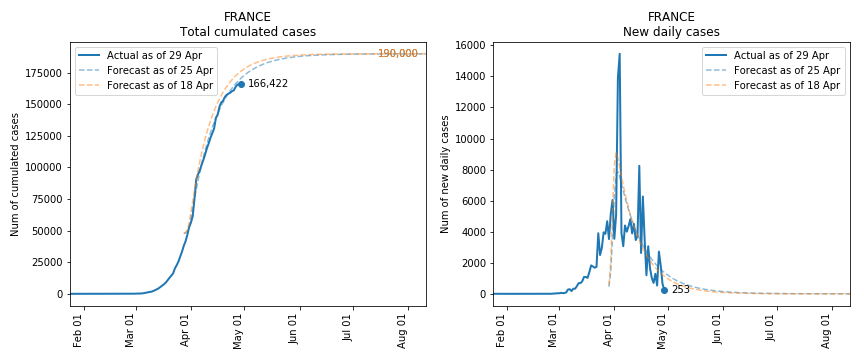 FRANCE
Total cumulated cases
Num of cumulated cases
175000
150000
125000
100000
75000
50000
25000
0
Actual as of 29 Apr
Forecast as of 25 Apr
Forecast as of 18 Apr
190,000
166,422
Feb 01
Mar 01
Apr 01
May 01
Jun 01
Jul 01
Aug 01
FRANCE
New daily cases
Num of new daily cases
16000
14000
12000
10000
8000
6000
4000
2000
0
Actual as of 29 Apr
Forecast as of 25 Apr
Forecast as of 18 Apr
253
Feb 01
Mar 01
Apr 01
May 01
Jun 01
Jul 01
Aug 01